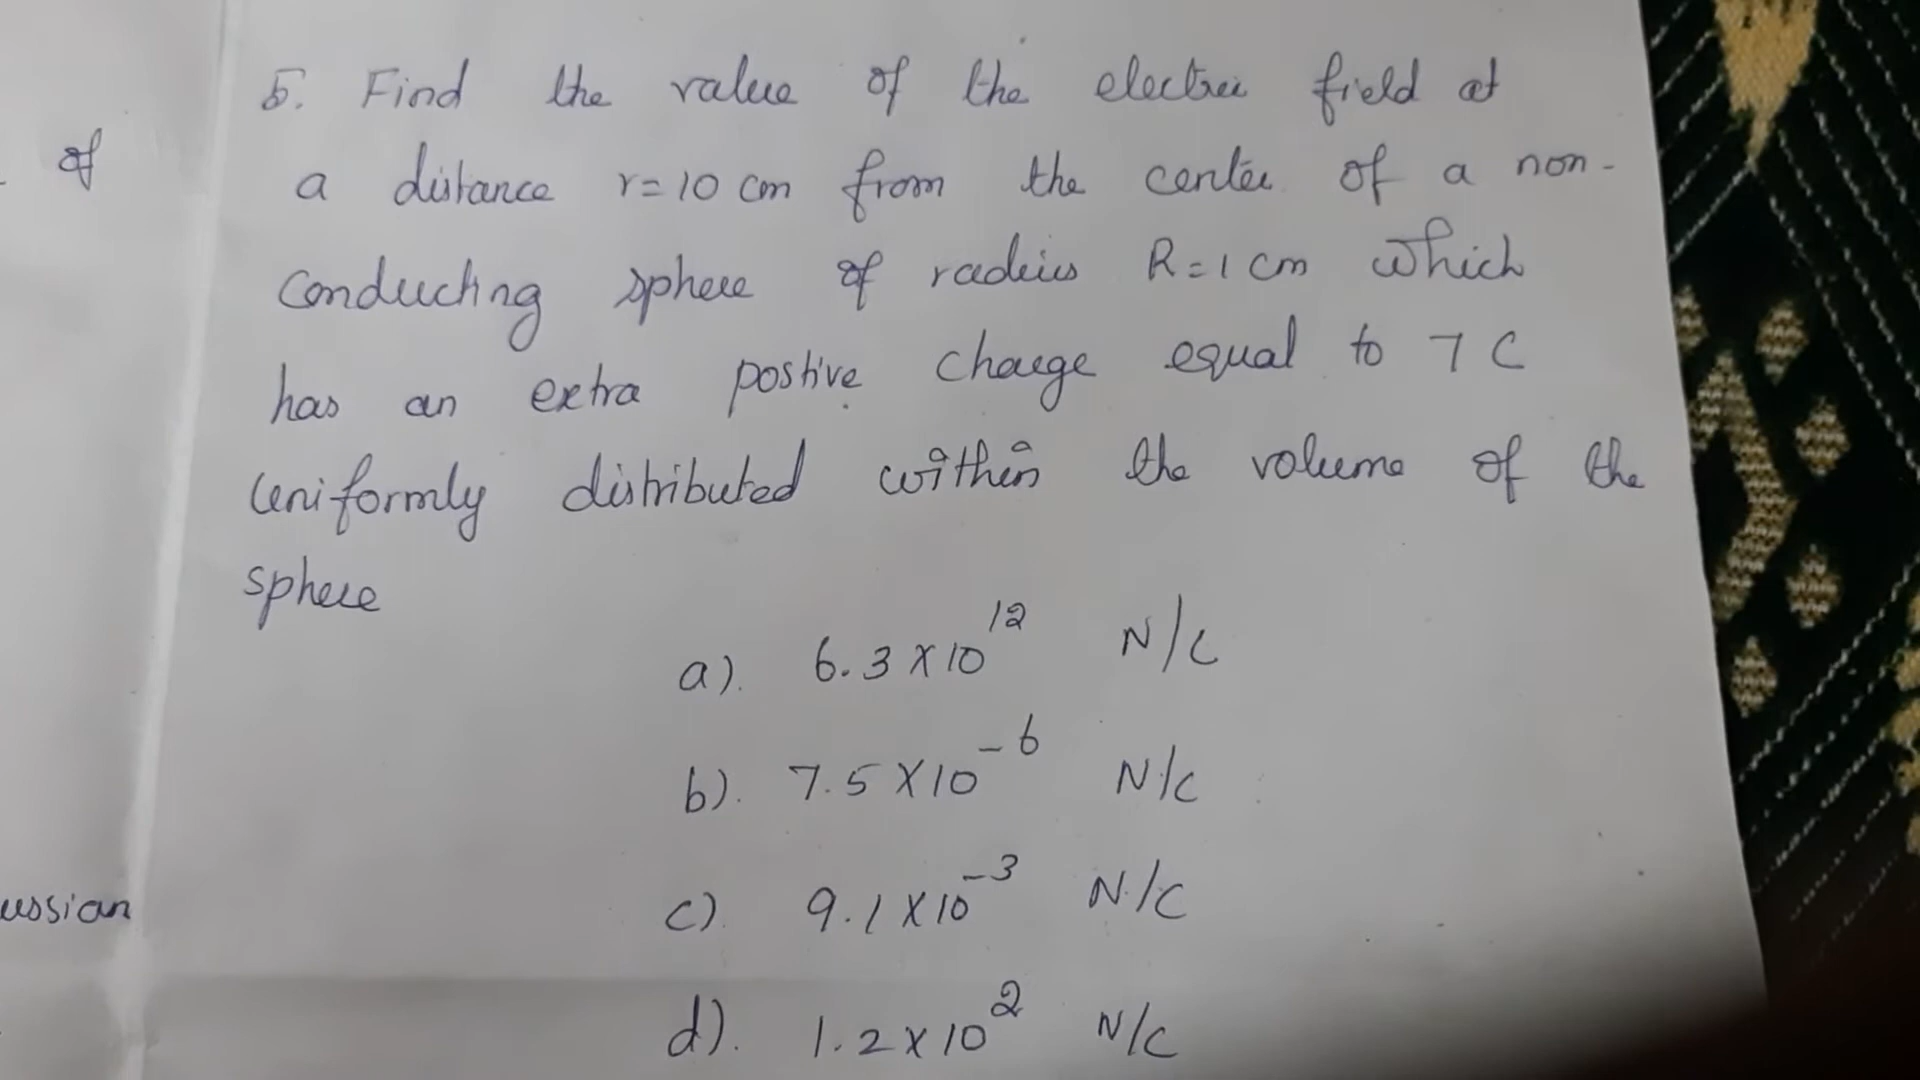 of
5. Find the value of the electric field at
a distance r=10 cm from the center of a non-
conducting sphere of radius R=1 cm which
has an extra postive charge equal to 7 C
uniformly distributed within the volume of the
sphere
a). 6.3 X 10^12 N/C
b). 7.5 X 10^-6 N/C
c). 9.1 X 10^-3 N/C
ussian
d). 1.2 x 10^2 N/C